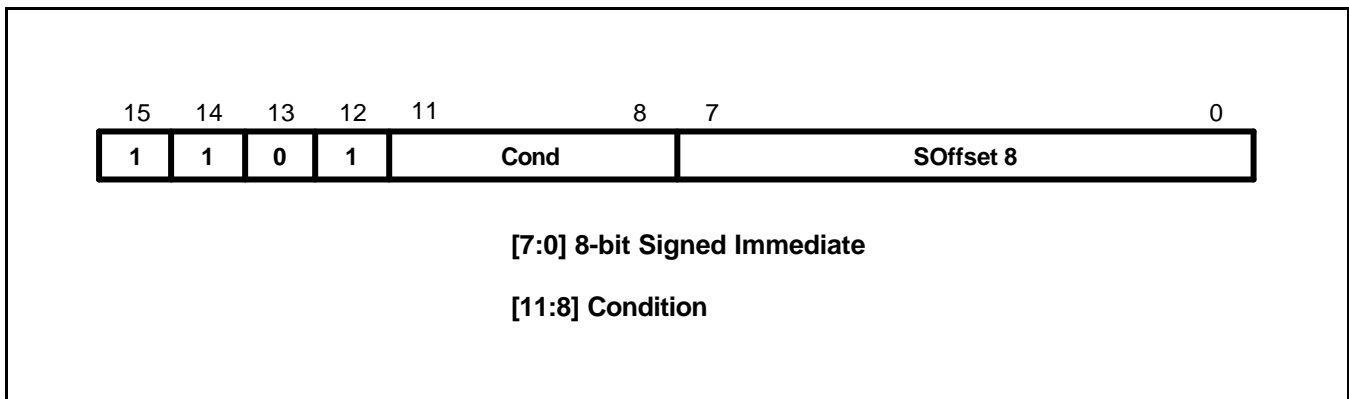 15 14 13 12 11 8 7 0
1 1 0 1 Cond SOffset 8
[7:0] 8-bit Signed Immediate
[11:8] Condition